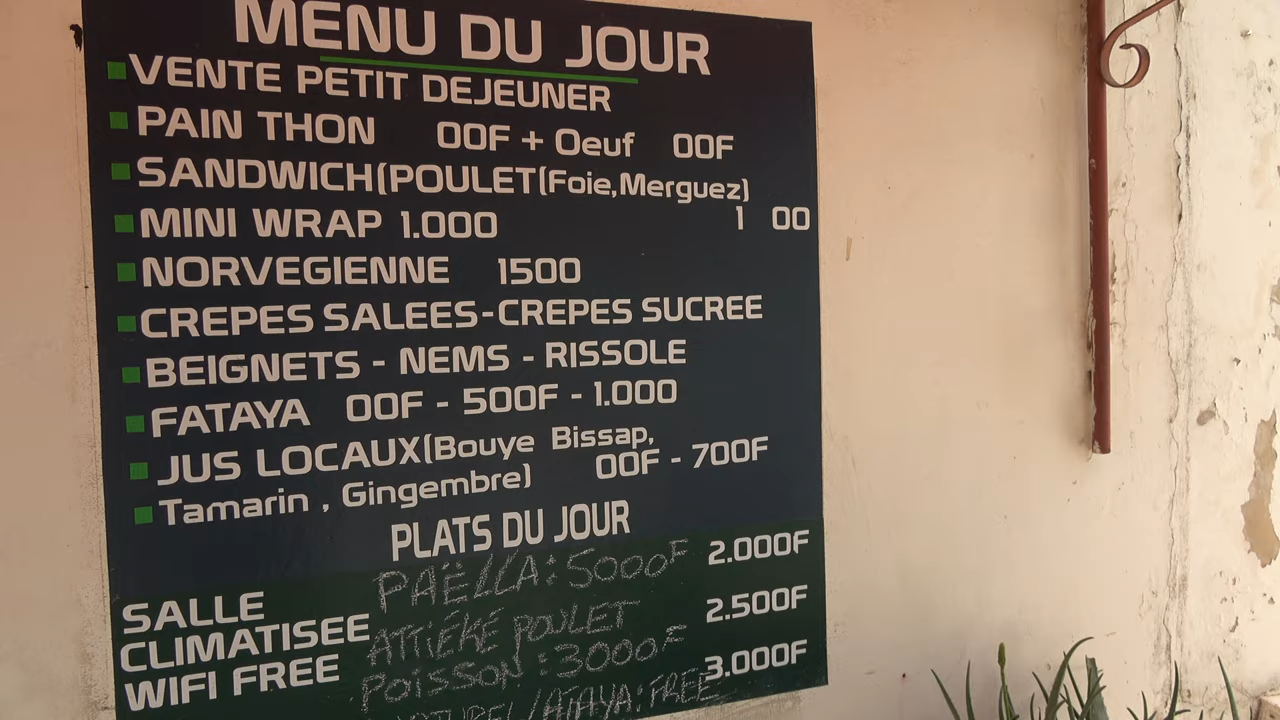 MENU DU JOUR
VENTE PETIT DEJEUNER
PAIN THON 00F + Oeuf 00F
SANDWICH(POULET(Foie,Merguez)
1 00
MINI WRAP 1.000
NORVEGIENNE 1500
CREPES SALEES-CREPES SUCREE
BEIGNETS - NEMS - RISSOLE
FATAYA 00F - 500F - 1.000
JUS LOCAUX(Bouye Bissap,
Tamarin , Gingembre) 00F - 700F
PLATS DU JOUR
PAËLLA : 5000F 2.000F
ATTIÉKÉ POULET 2.500F
POISSON : 3000F 3.000F
/ATAYA : FREE
SALLE
CLIMATISEE
WIFI FREE